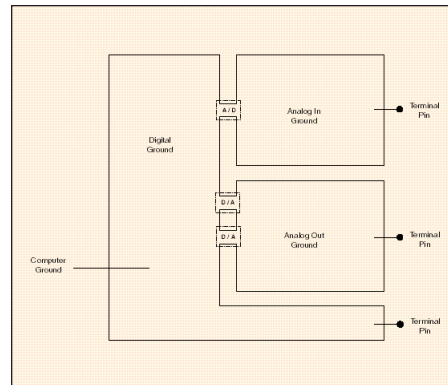 A / D
Analog In
Ground
Terminal
Pin
Digital
Ground
D / A
D / A
Analog Out
Ground
Terminal
Pin
Computer
Ground
Terminal
Pin